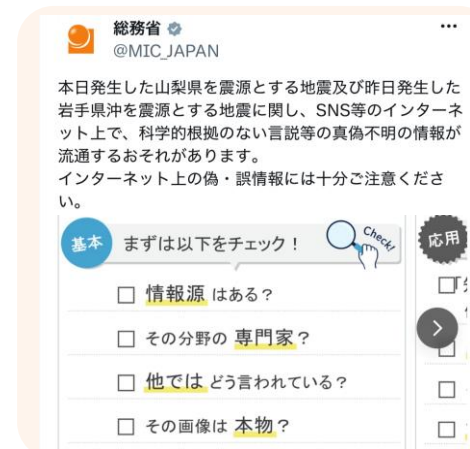 総務省
@MIC_JAPAN
本日発生した山梨県を震源とする地震及び昨日発生した
岩手県沖を震源とする地震に関し、SNS等のインターネ
ット上で、科学的根拠のない言説等の真偽不明の情報が
流通するおそれがあります。
インターネット上の偽・誤情報には十分ご注意くださ
い。
基本 まずは以下をチェック！ Check!
□ 情報源 はある？
□ その分野の 専門家？
□ 他では どう言われている？
□ その画像は 本物？
応用